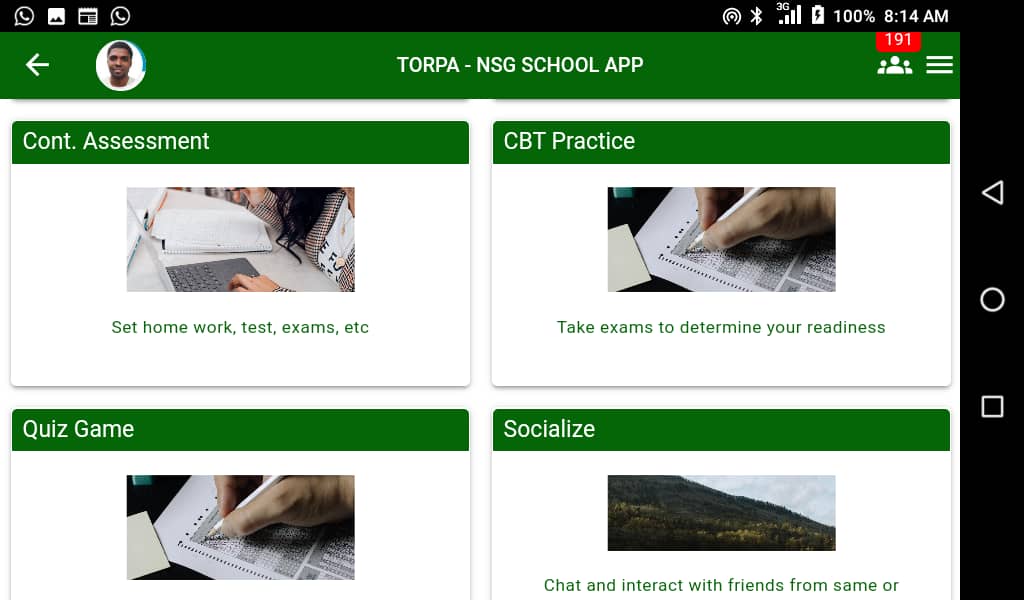 3G
100% 8:14 AM
191
TORPA - NSG SCHOOL APP
Cont. Assessment
CBT Practice
Set home work, test, exams, etc
Take exams to determine your readiness
Quiz Game
Socialize
Chat and interact with friends from same or